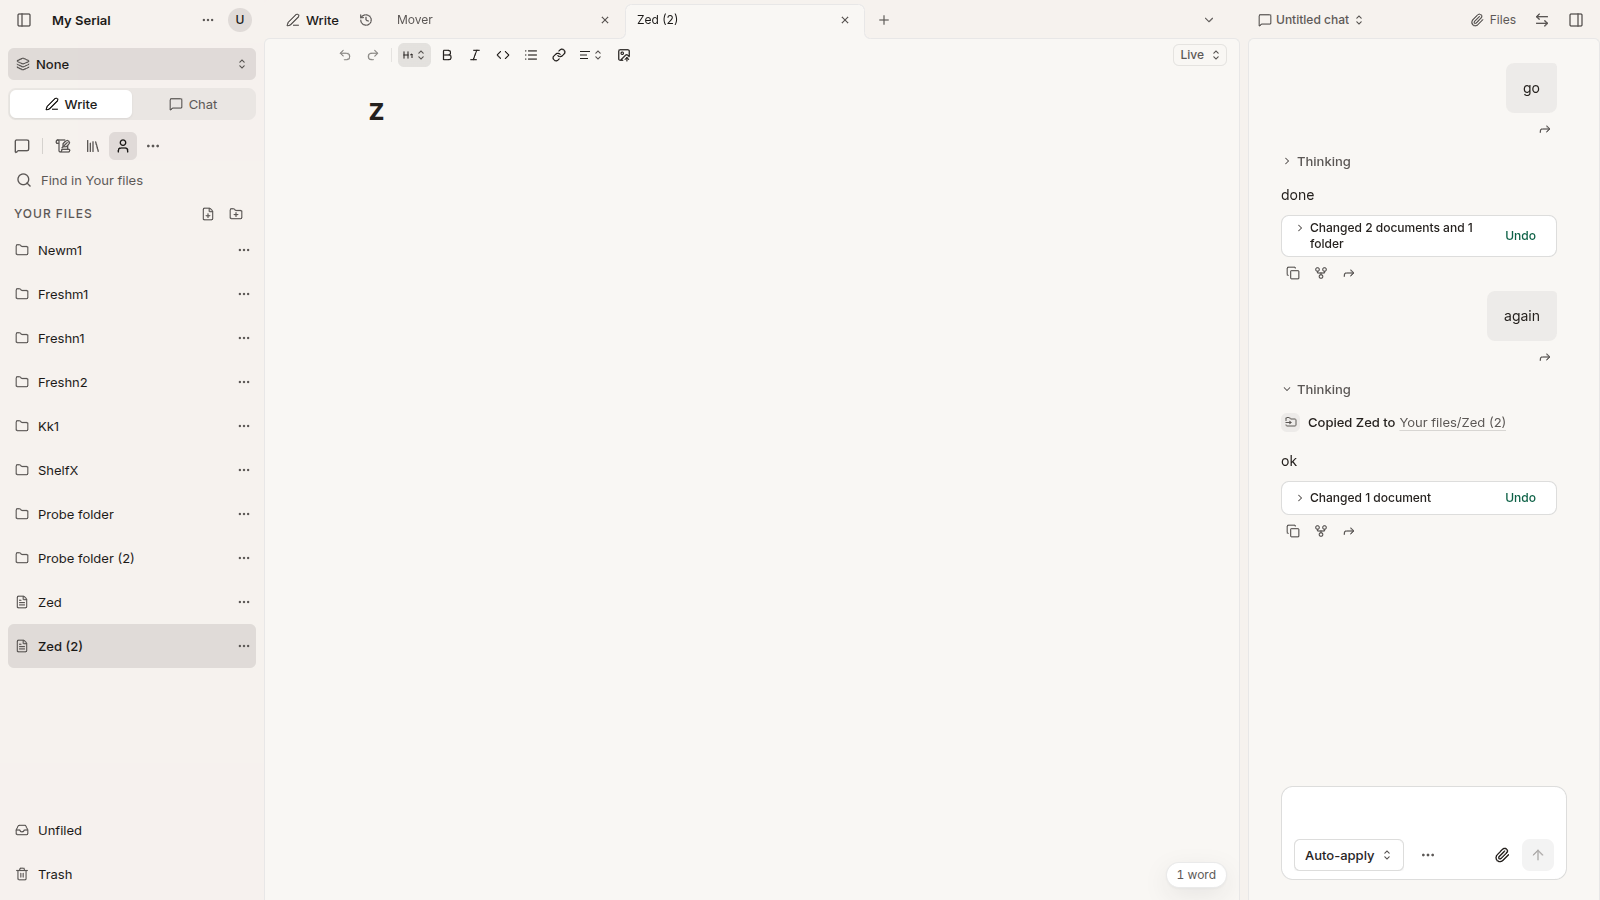 My Serial
U
None
Write
Chat
Find in Your files
YOUR FILES
Newm1
Freshm1
Freshn1
Freshn2
Kk1
ShelfX
Probe folder
Probe folder (2)
Zed
Zed (2)
Unfiled
Trash
Write
Mover
Zed (2)
H1
B
I
Live
z
1 word
Untitled chat
Files
go
Thinking
done
Changed 2 documents and 1
folder
Undo
again
Thinking
Copied Zed to Your files/Zed (2)
ok
Changed 1 document
Undo
Auto-apply